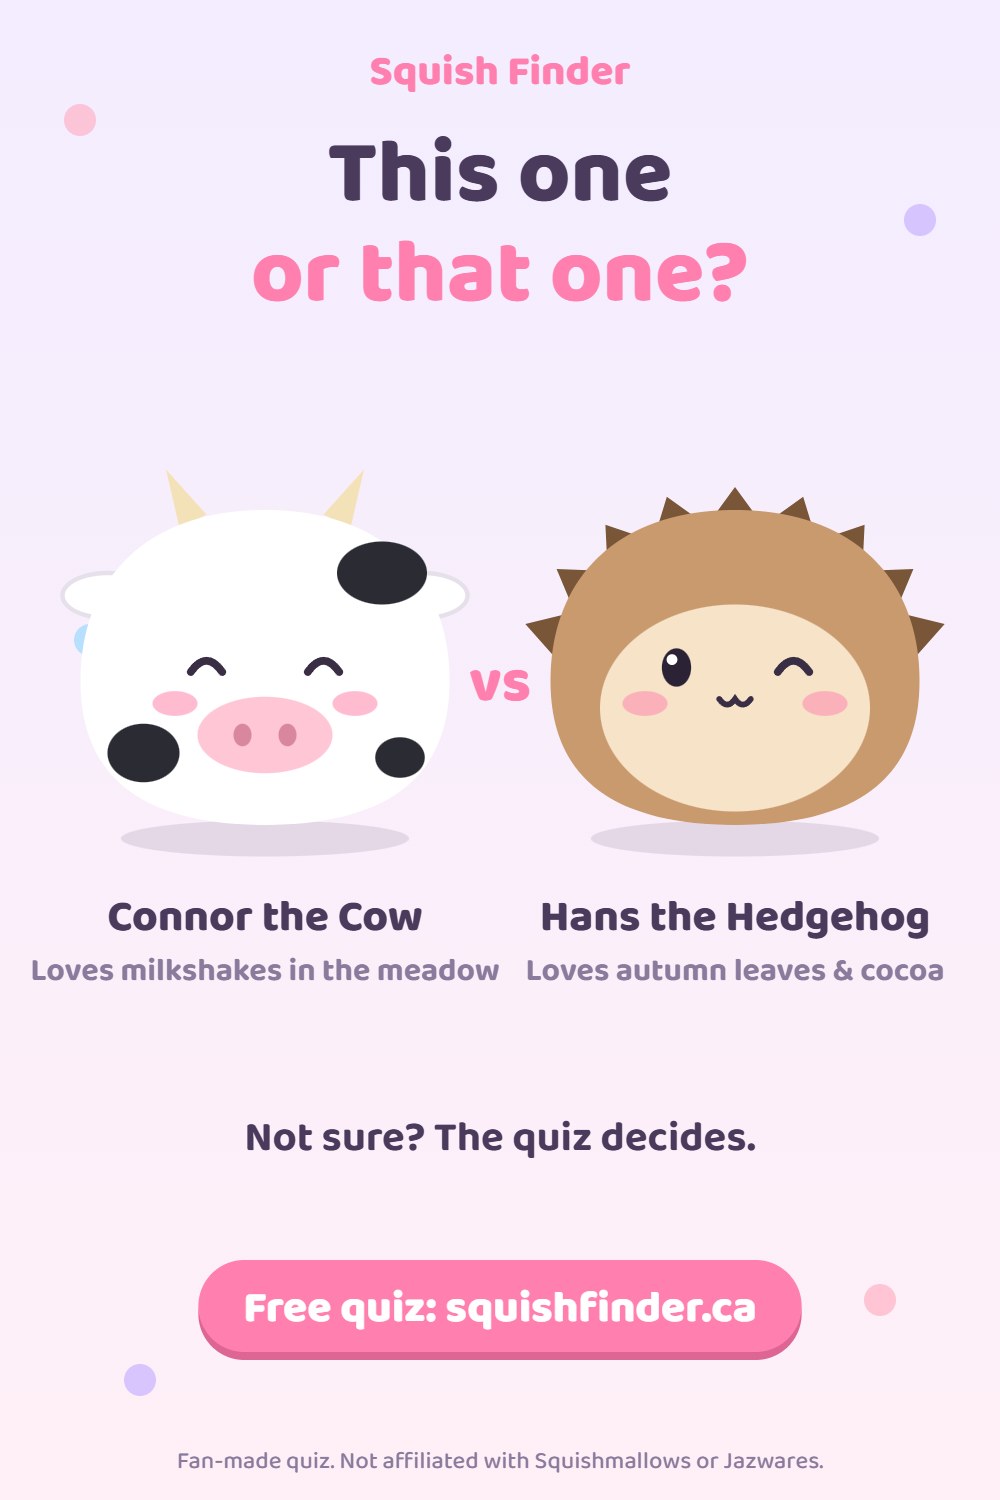 Squish Finder
This one
or that one?
vs
Connor the Cow
Loves milkshakes in the meadow
Hans the Hedgehog
Loves autumn leaves & cocoa
Not sure? The quiz decides.
Free quiz: squishfinder.ca
Fan-made quiz. Not affiliated with Squishmallows or Jazwares.